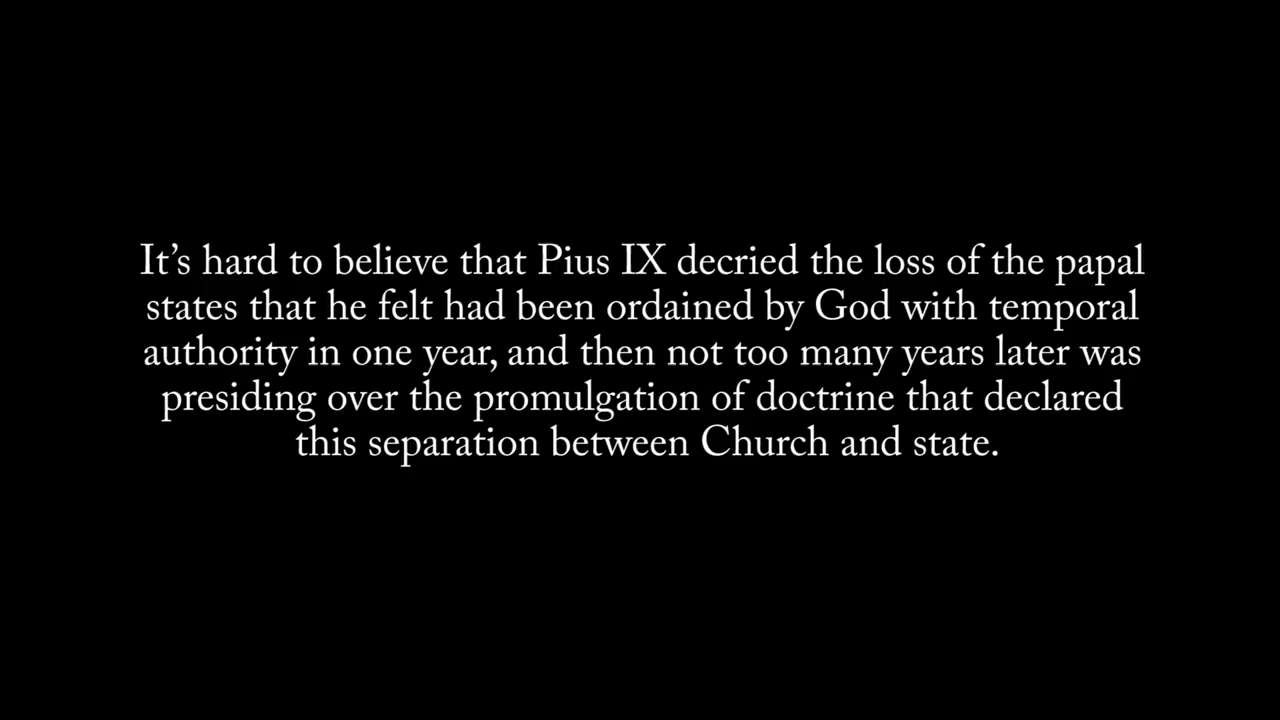 It’s hard to believe that Pius IX decried the loss of the papal
states that he felt had been ordained by God with temporal
authority in one year, and then not too many years later was
presiding over the promulgation of doctrine that declared
this separation between Church and state.